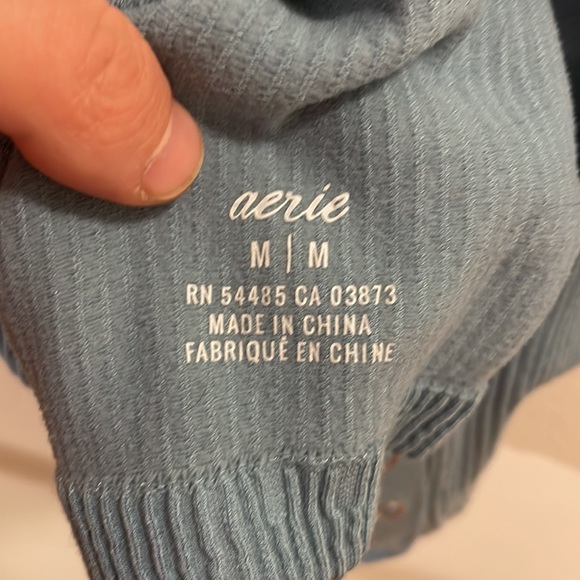 aerie
M | M
RN 54485 CA 03873
MADE IN CHINA
FABRIQUÉ EN CHINE